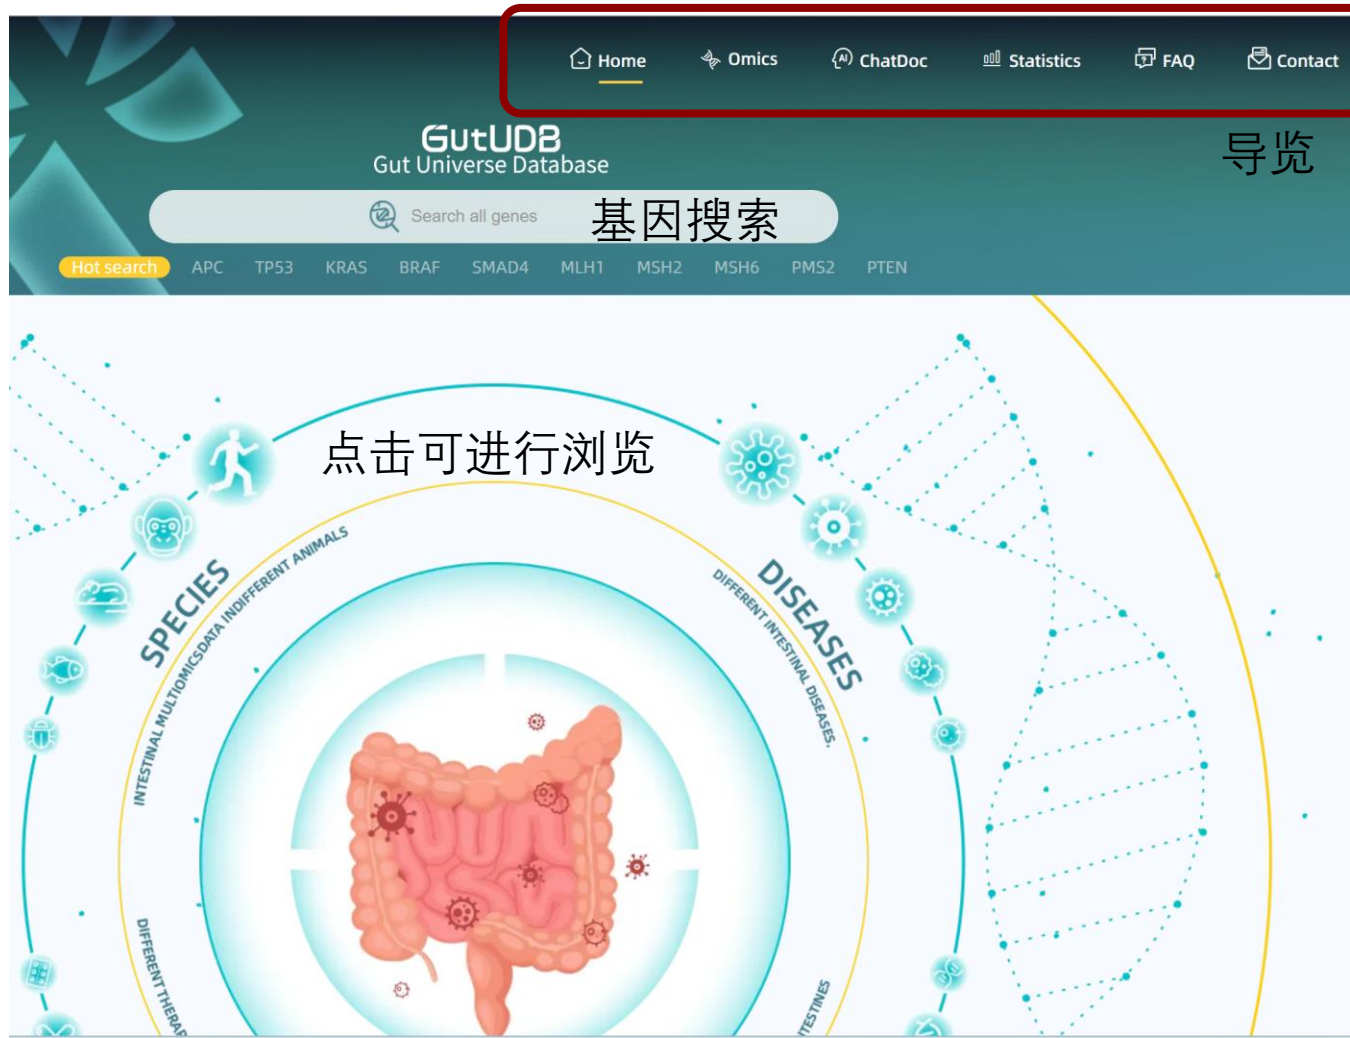 Home Omics ChatDoc Statistics FAQ Contact
导览
GutUDB
Gut Universe Database
Search all genes 基因搜索
Hot search APC TP53 KRAS BRAF SMAD4 MLH1 MSH2 MSH6 PMS2 PTEN
点击可进行浏览
SPECIES
INTESTINAL MULTIOMICSDATA INDIFFERENT ANIMALS
DISEASES
DIFFERENT INTESTINAL DISEASES.
DIFFERENT THERAP